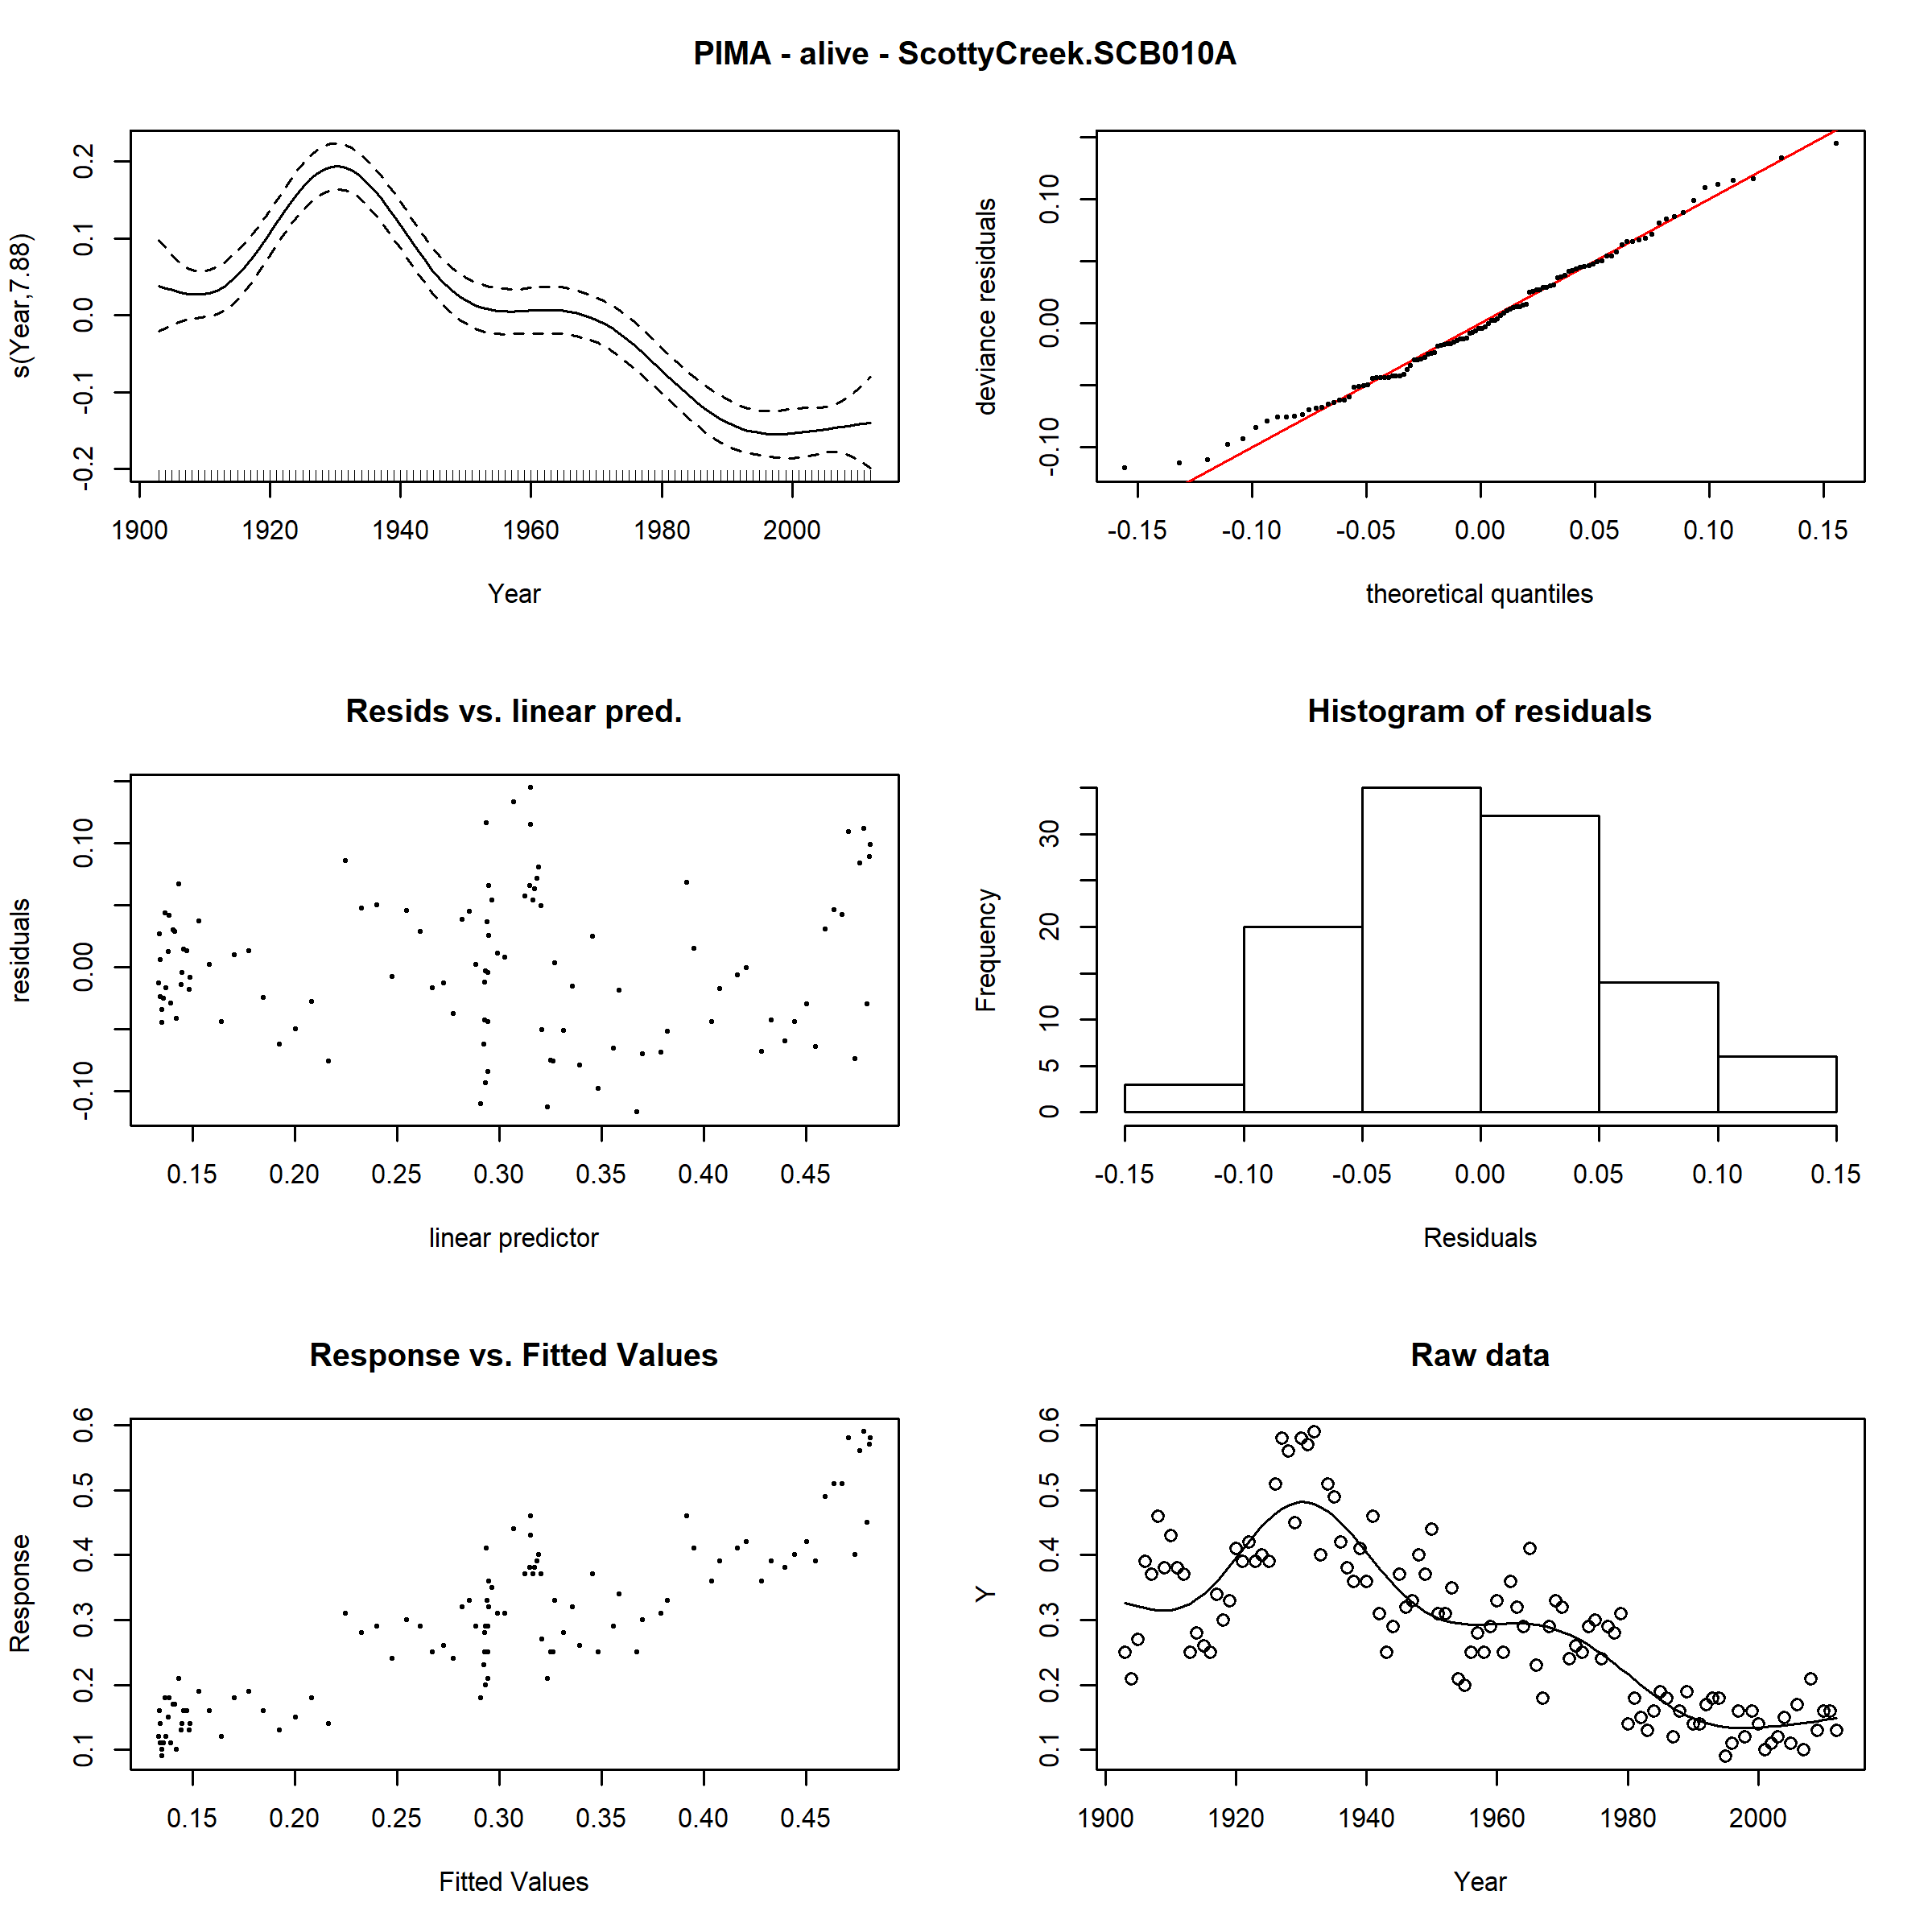 PIMA - alive - ScottyCreek.SCB010A
s(Year,7.88)
0.2
0.1
0.0
-0.1
-0.2
1900 1920 1940 1960 1980 2000
Year
deviance residuals
0.10
0.00
-0.10
-0.15 -0.10 -0.05 0.00 0.05 0.10 0.15
theoretical quantiles
Resids vs. linear pred.
residuals
0.10
0.00
-0.10
0.15 0.20 0.25 0.30 0.35 0.40 0.45
linear predictor
Histogram of residuals
Frequency
30
20
10
5
0
-0.15 -0.10 -0.05 0.00 0.05 0.10 0.15
Residuals
Response vs. Fitted Values
Response
0.6
0.5
0.4
0.3
0.2
0.1
0.15 0.20 0.25 0.30 0.35 0.40 0.45
Fitted Values
Raw data
Y
0.6
0.5
0.4
0.3
0.2
0.1
1900 1920 1940 1960 1980 2000
Year